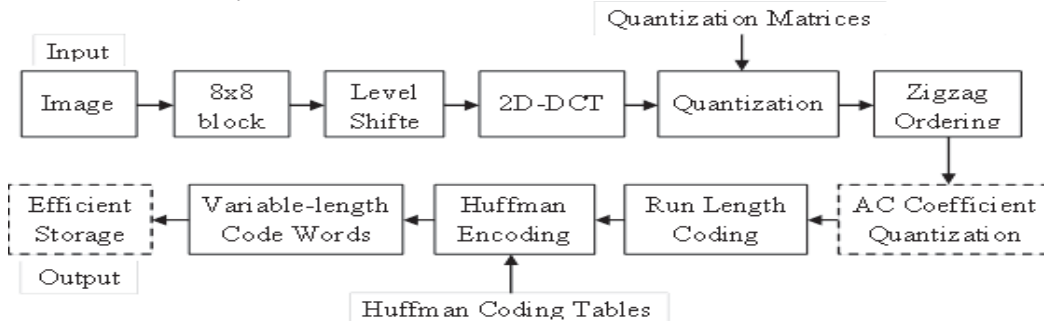 Quantization Matrices
Input
Image
8x8
block
Level
Shifte
2D-DCT
Quantization
Zigzag
Ordering
AC Coefficient
Quantization
Run Length
Coding
Huffman
Encoding
Variable-length
Code Words
Efficient
Storage
Output
Huffman Coding Tables